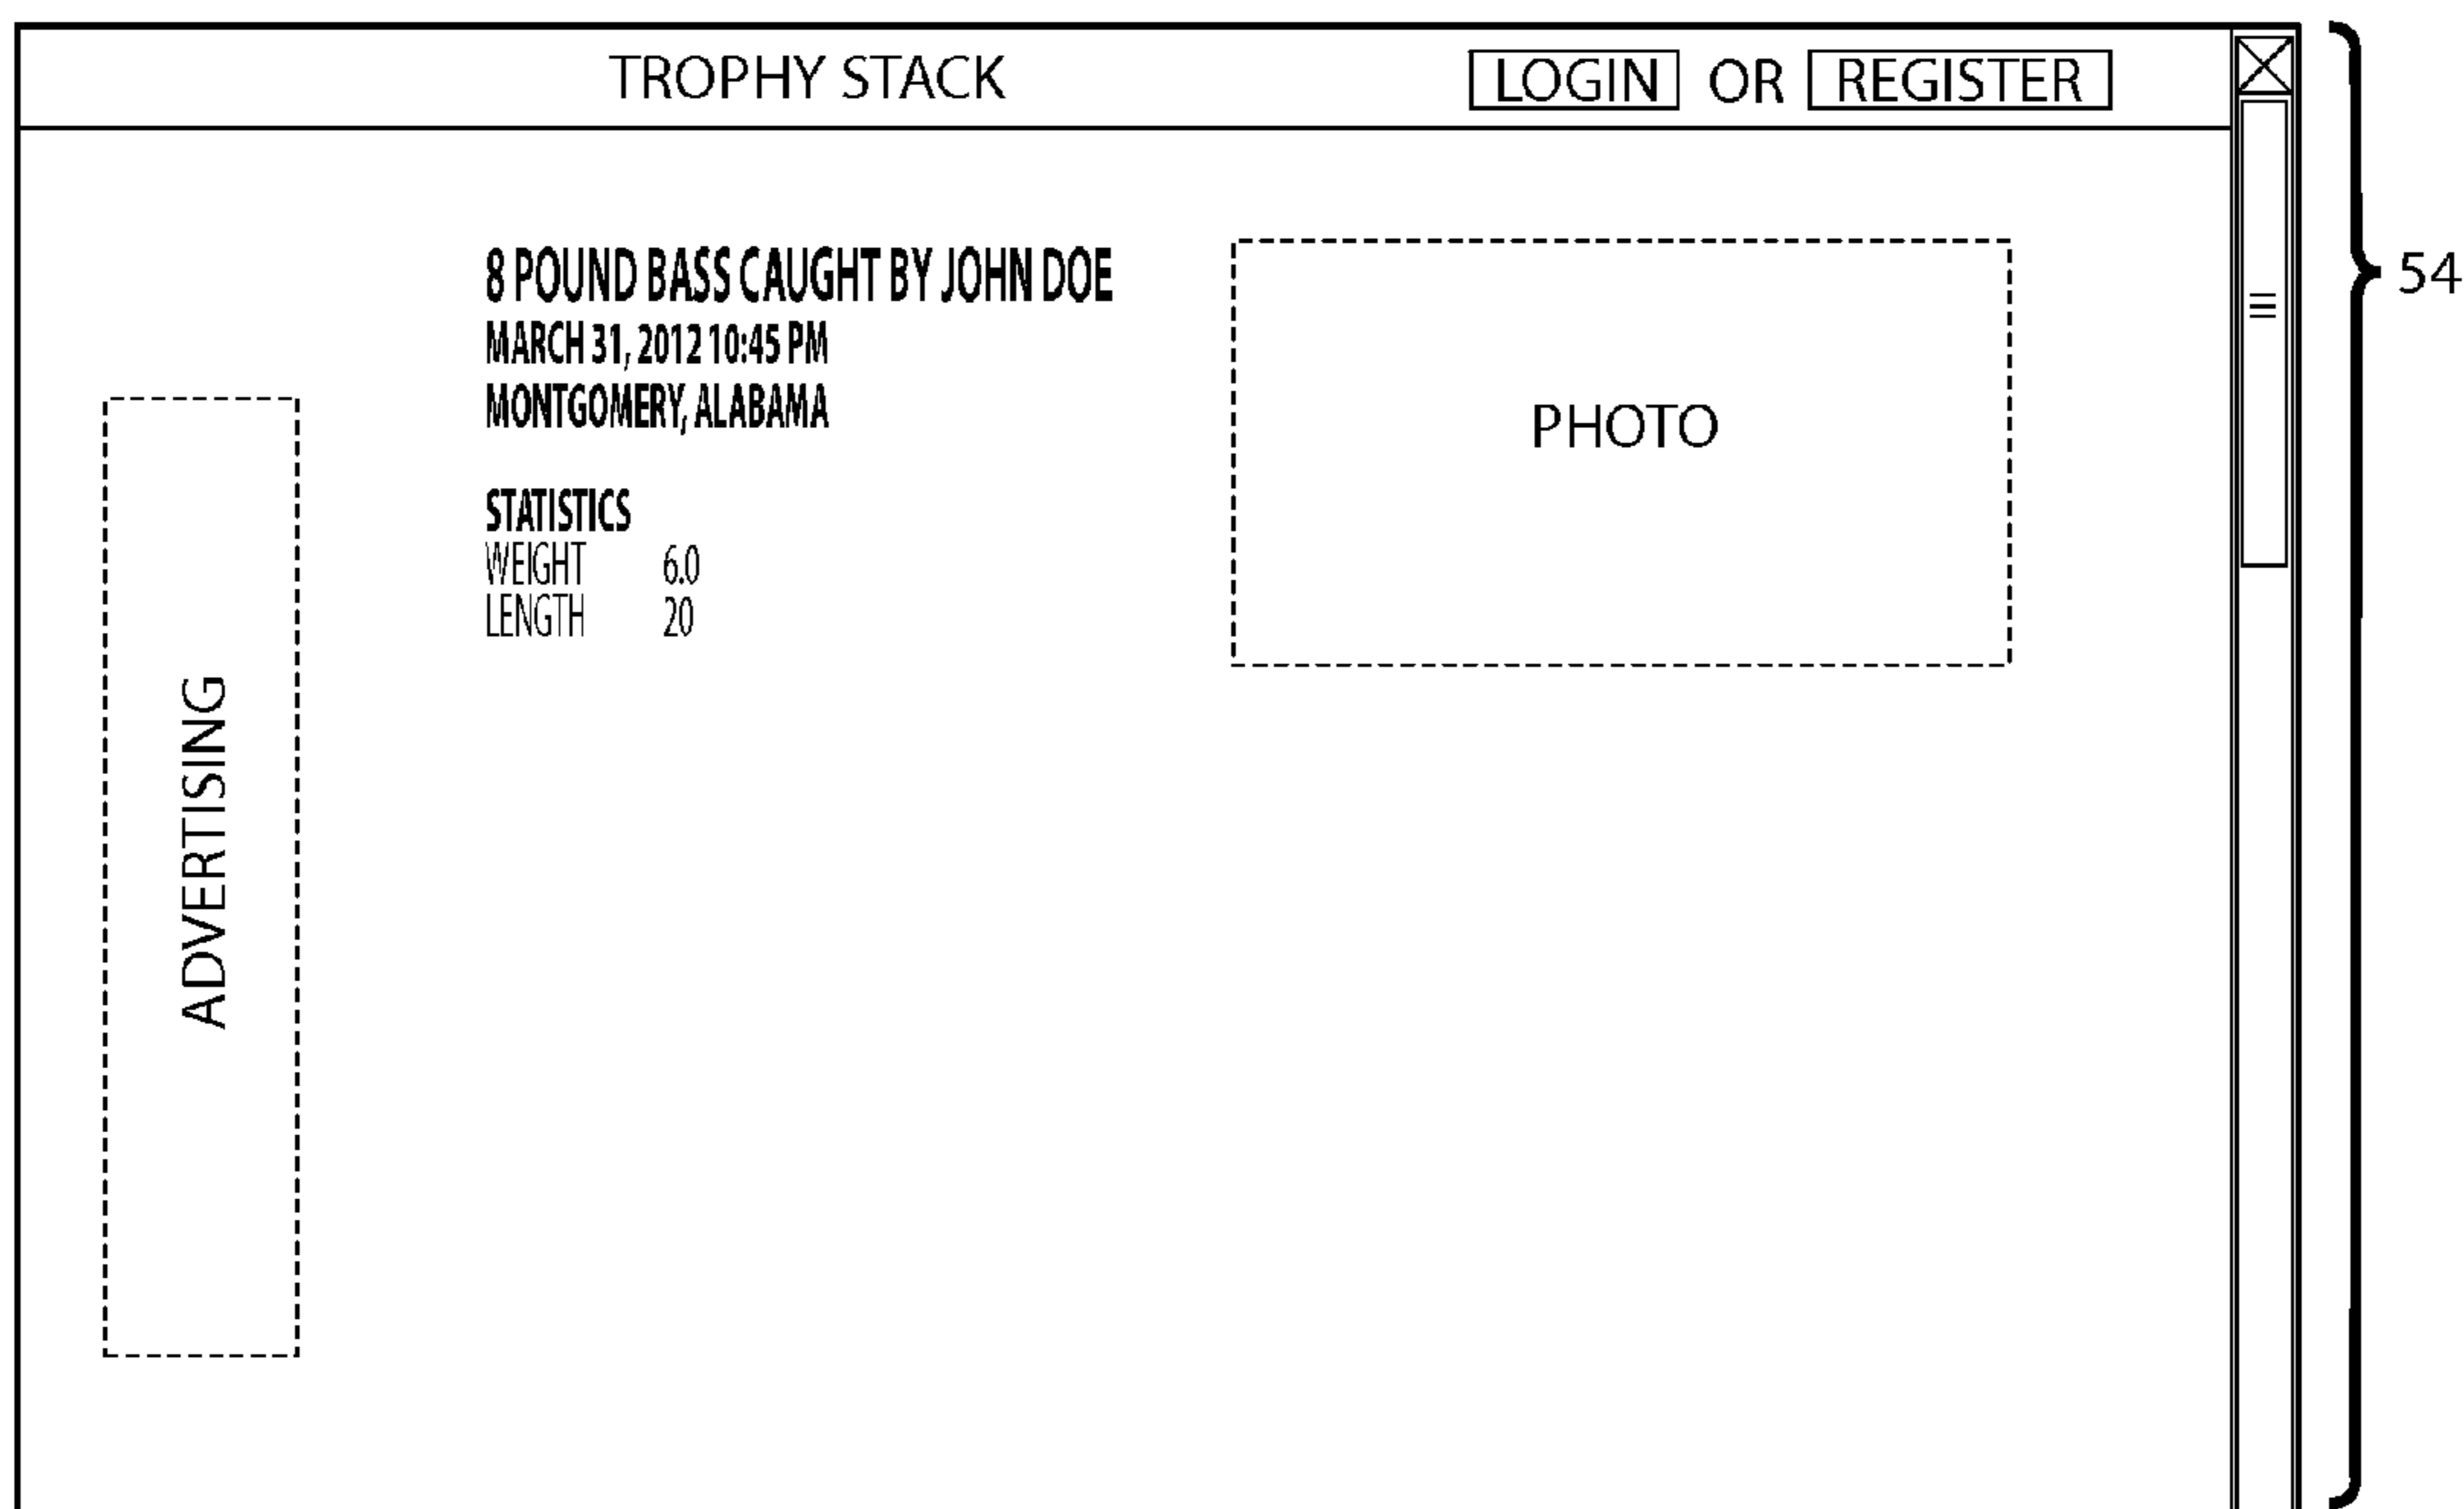 TROPHY STACK LOGIN OR REGISTER
54
8 POUND BASS CAUGHT BY JOHN DOE
MARCH 31, 2012 10:45 PM
MONTGOMERY, ALABAMA
PHOTO
STATISTICS
WEIGHT 6.0
LENGTH 20
ADVERTISING